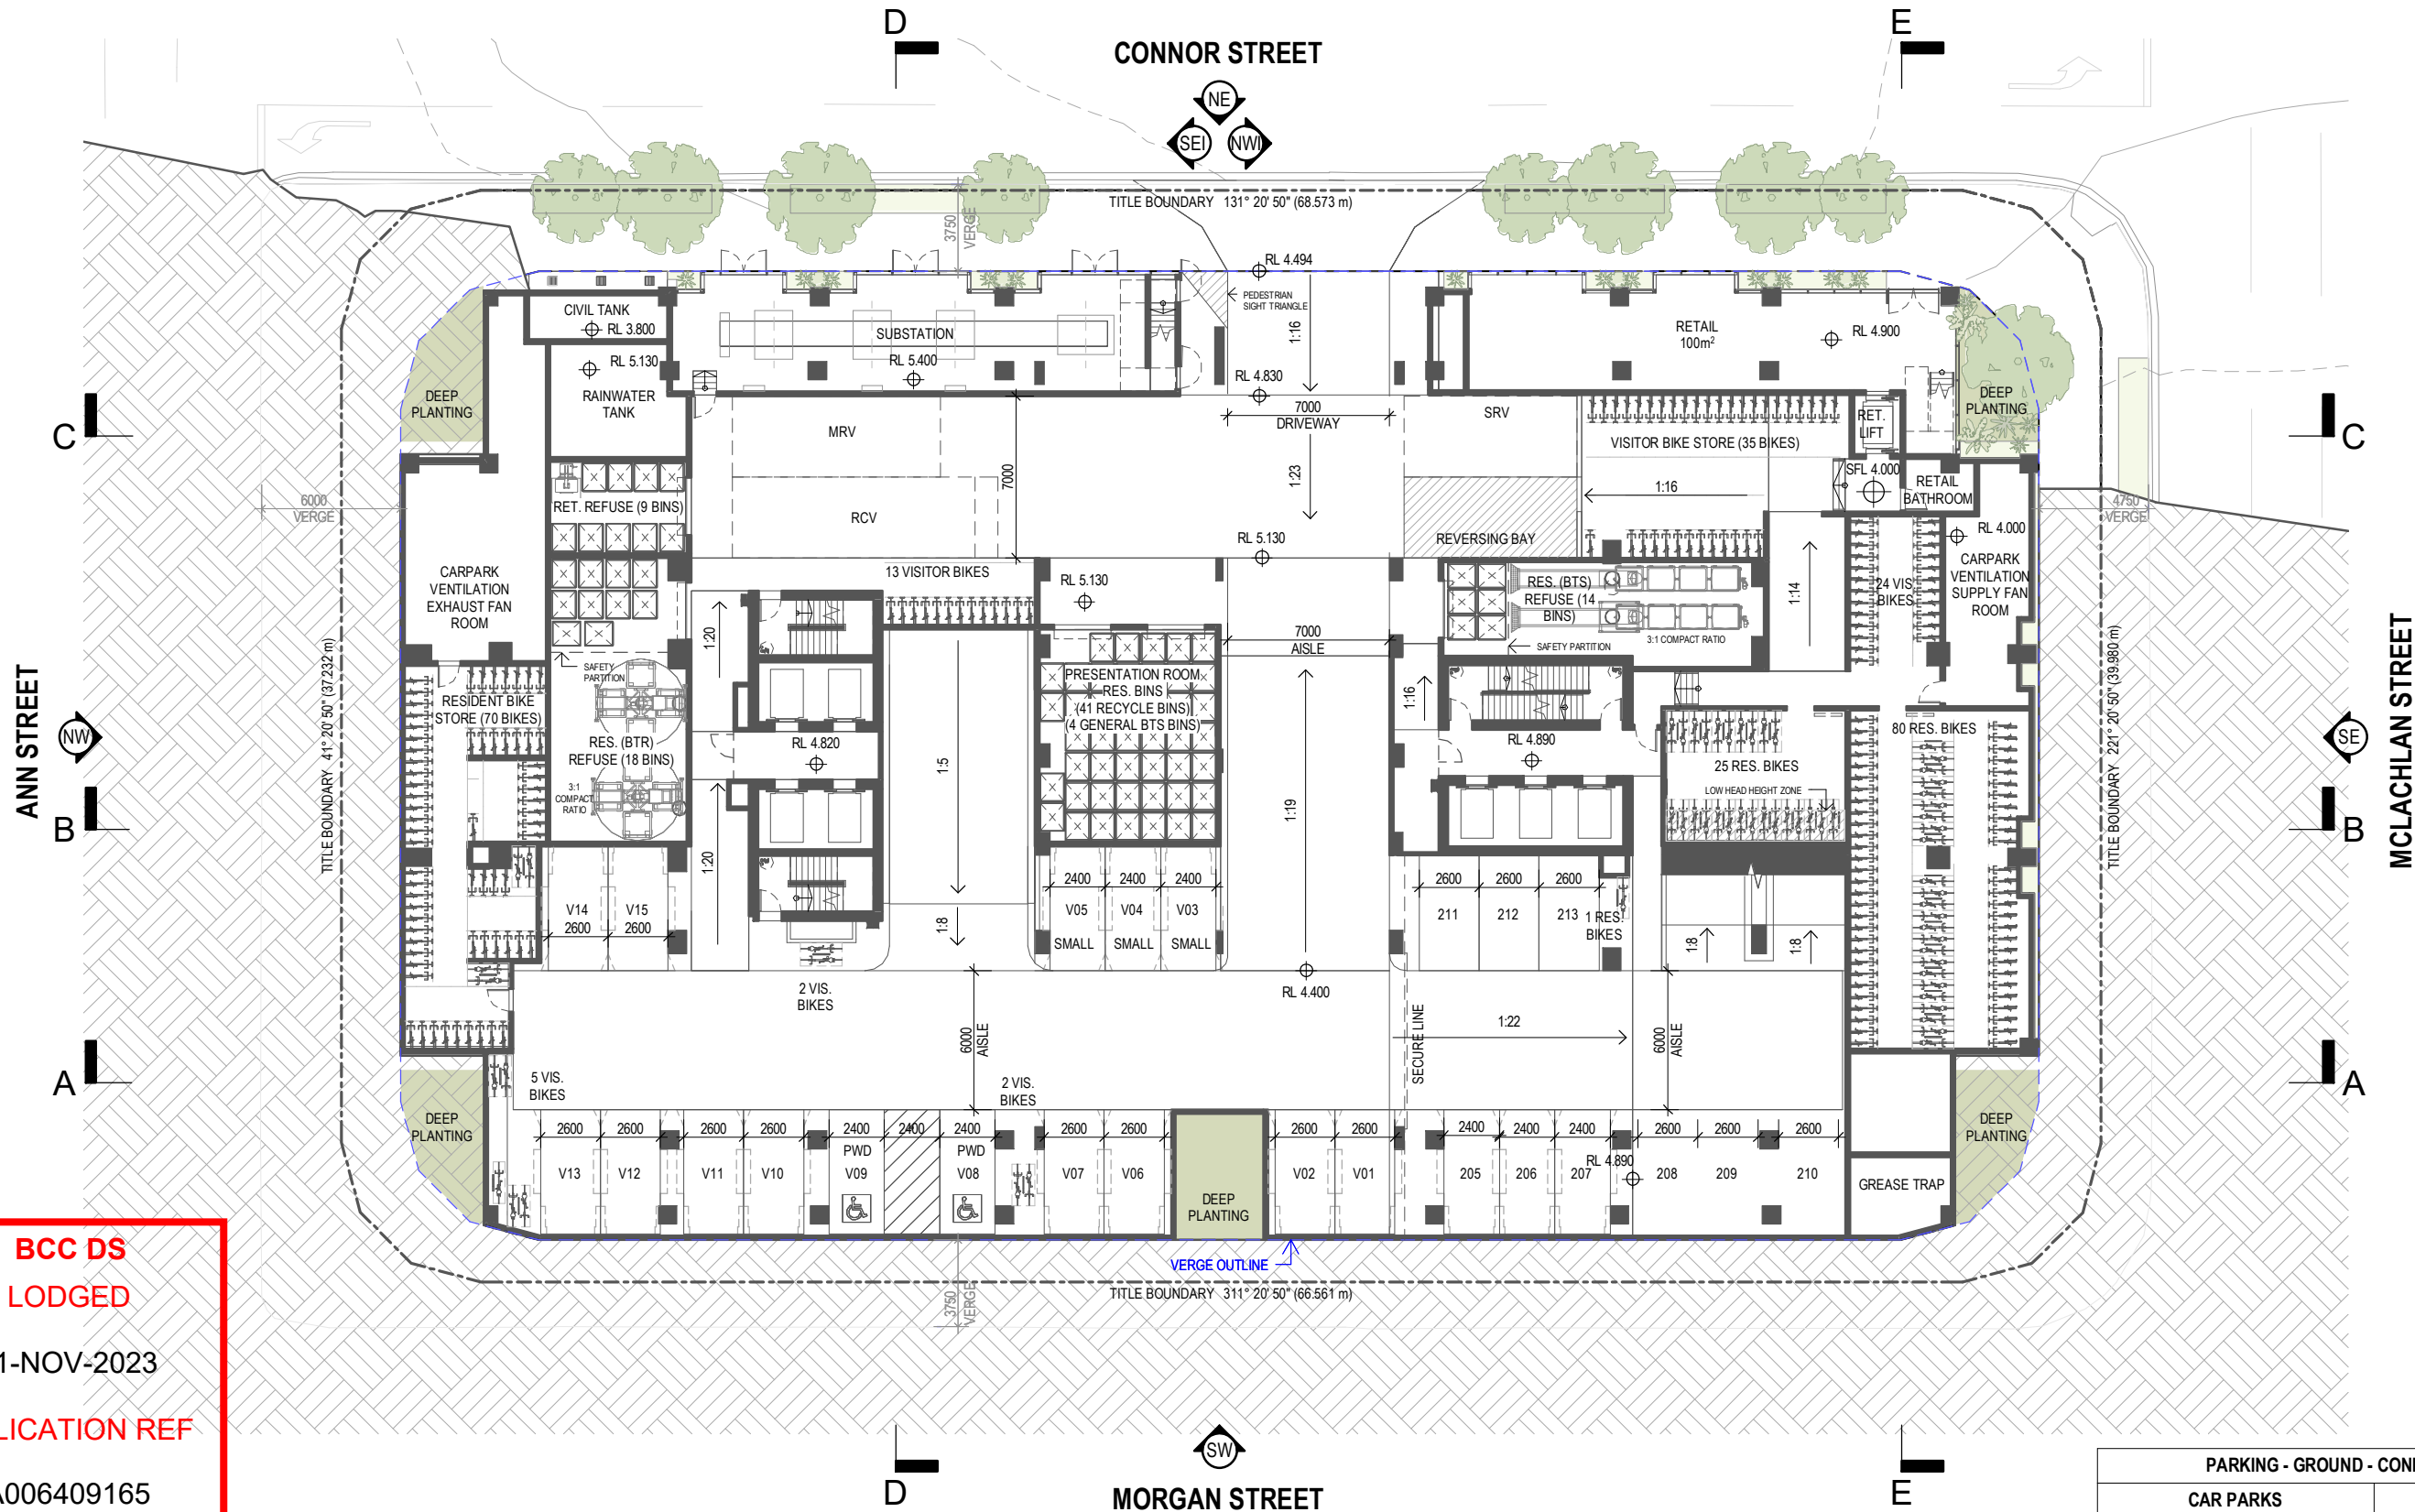 D
E
CONNOR STREET
NE
SEI
NWI
TITLE BOUNDARY 131° 20' 50" (68.573 m)
3750
VERGE
RL 4.494
PEDESTRIAN
SIGHT TRIANGLE
1:16
CIVIL TANK
RL 3.800
SUBSTATION
RL 5.400
RL 5.130
RAINWATER
TANK
RETAIL
100m²
RL 4.900
RL 4.830
7000
DRIVEWAY
DEEP
PLANTING
DEEP
PLANTING
C
C
MRV
RCV
7000
SRV
1:23
RET.
LIFT
VISITOR BIKE STORE (35 BIKES)
SFL 4.000
RETAIL
BATHROOM
1:16
6000
VERGE
4750
VERGE
RET. REFUSE (9 BINS)
RL 5.130
REVERSING BAY
RL 4.000
CARPARK
VENTILATION
SUPPLY FAN
ROOM
CARPARK
VENTILATION
EXHAUST FAN
ROOM
13 VISITOR BIKES
RL 5.130
RES. (BTS)
REFUSE (14
BINS)
3:1 COMPACT RATIO
SAFETY PARTITION
1:14
24 VIS.
BIKES
1:20
7000
AISLE
SAFETY
PARTITION
RESIDENT BIKE
STORE (70 BIKES)
PRESENTATION ROOM
RES. BINS
(41 RECYCLE BINS)
(4 GENERAL BTS BINS)
1:16
ANN STREET
NW
TITLE BOUNDARY 41° 20' 50" (37.232 m)
RES. (BTR)
REFUSE (18 BINS)
3:1
COMPACT
RATIO
RL 4.820
1:5
1:19
RL 4.890
80 RES. BIKES
25 RES. BIKES
LOW HEAD HEIGHT ZONE
TITLE BOUNDARY 221° 20' 50" (39.980 m)
SE
MCLACHLAN STREET
B
B
1:20
V14
2600
V15
2600
1:8
2400
2400
2400
V05
V04
V03
SMALL
SMALL
SMALL
2600
2600
2600
211
212
213
1 RES.
BIKES
1:8
1:8
2 VIS.
BIKES
RL 4.400
6000
AISLE
SECURE LINE
1:22
6000
AISLE
A
A
5 VIS.
BIKES
2 VIS.
BIKES
DEEP
PLANTING
DEEP
PLANTING
2600
2600
2600
2600
2400
2400
2400
2600
2600
2600
2600
2400
2400
2400
2600
2600
2600
PWD
PWD
V13
V12
V11
V10
V09
V08
V07
V06
V02
V01
205
206
207
RL 4.890
208
209
210
DEEP
PLANTING
GREASE TRAP
VERGE OUTLINE
TITLE BOUNDARY 311° 20' 50" (66.561 m)
3750
VERGE
BCC DS
LODGED
1-NOV-2023
LICATION REF
A006409165
D
SW
MORGAN STREET
E
PARKING - GROUND - CON
CAR PARKS